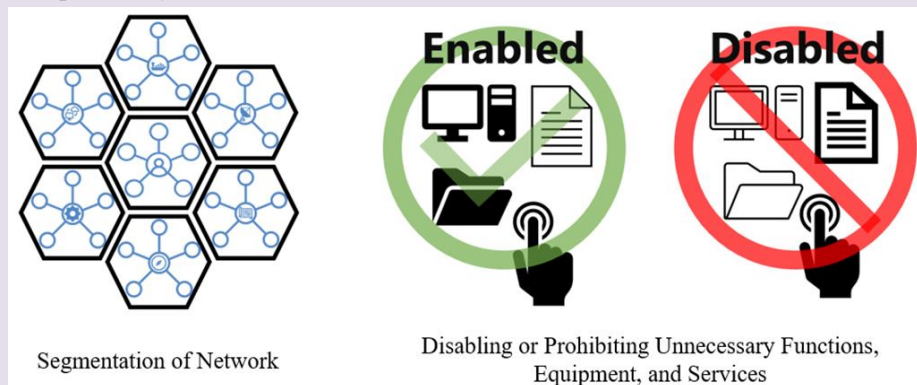 Enabled
Disabled
Segmentation of Network
Disabling or Prohibiting Unnecessary Functions,
Equipment, and Services